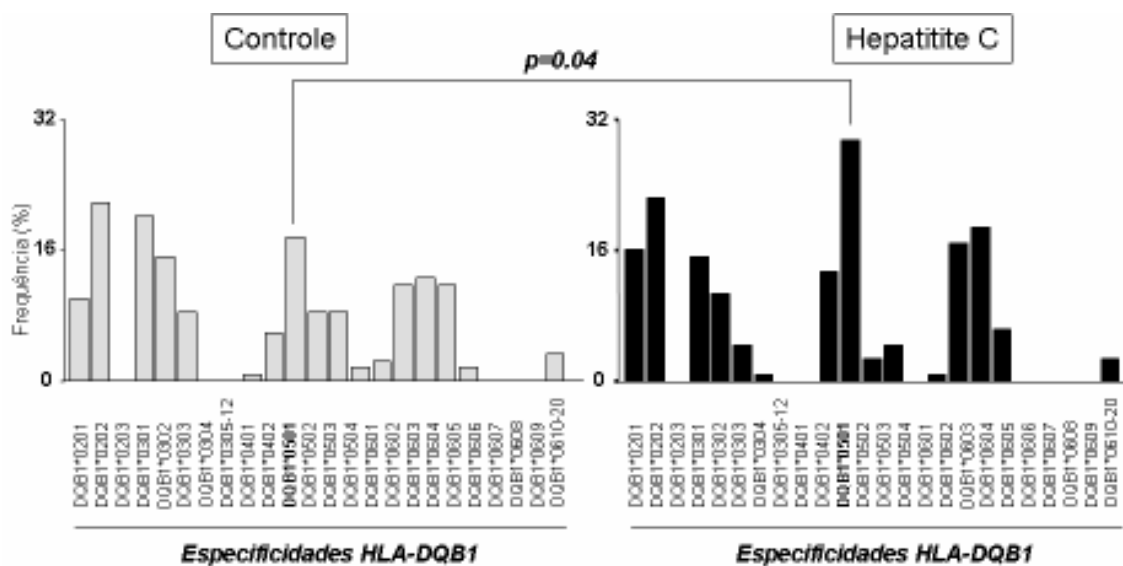 Controle
Hepatitite C
p=0.04
32
16
0
Frequência (%)
32
16
0
DQB1*0201
DQB1*0202
DQB1*0203
DQB1*0301
DQB1*0302
DQB1*0303
DQB1*0304
DQB1*0305-12
DQB1*0401
DQB1*0402
DQB1*0501
DQB1*0502
DQB1*0503
DQB1*0504
DQB1*0601
DQB1*0602
DQB1*0603
DQB1*0604
DQB1*0605
DQB1*0606
DQB1*0607
DQB1*0608
DQB1*0609
DQB1*0610-20
Especificidades HLA-DQB1
DQB1*0201
DQB1*0202
DQB1*0203
DQB1*0301
DQB1*0302
DQB1*0303
DQB1*0304
DQB1*0305-12
DQB1*0401
DQB1*0402
DQB1*0501
DQB1*0502
DQB1*0503
DQB1*0504
DQB1*0601
DQB1*0602
DQB1*0603
DQB1*0604
DQB1*0605
DQB1*0606
DQB1*0607
DQB1*0608
DQB1*0609
DQB1*0610-20
Especificidades HLA-DQB1